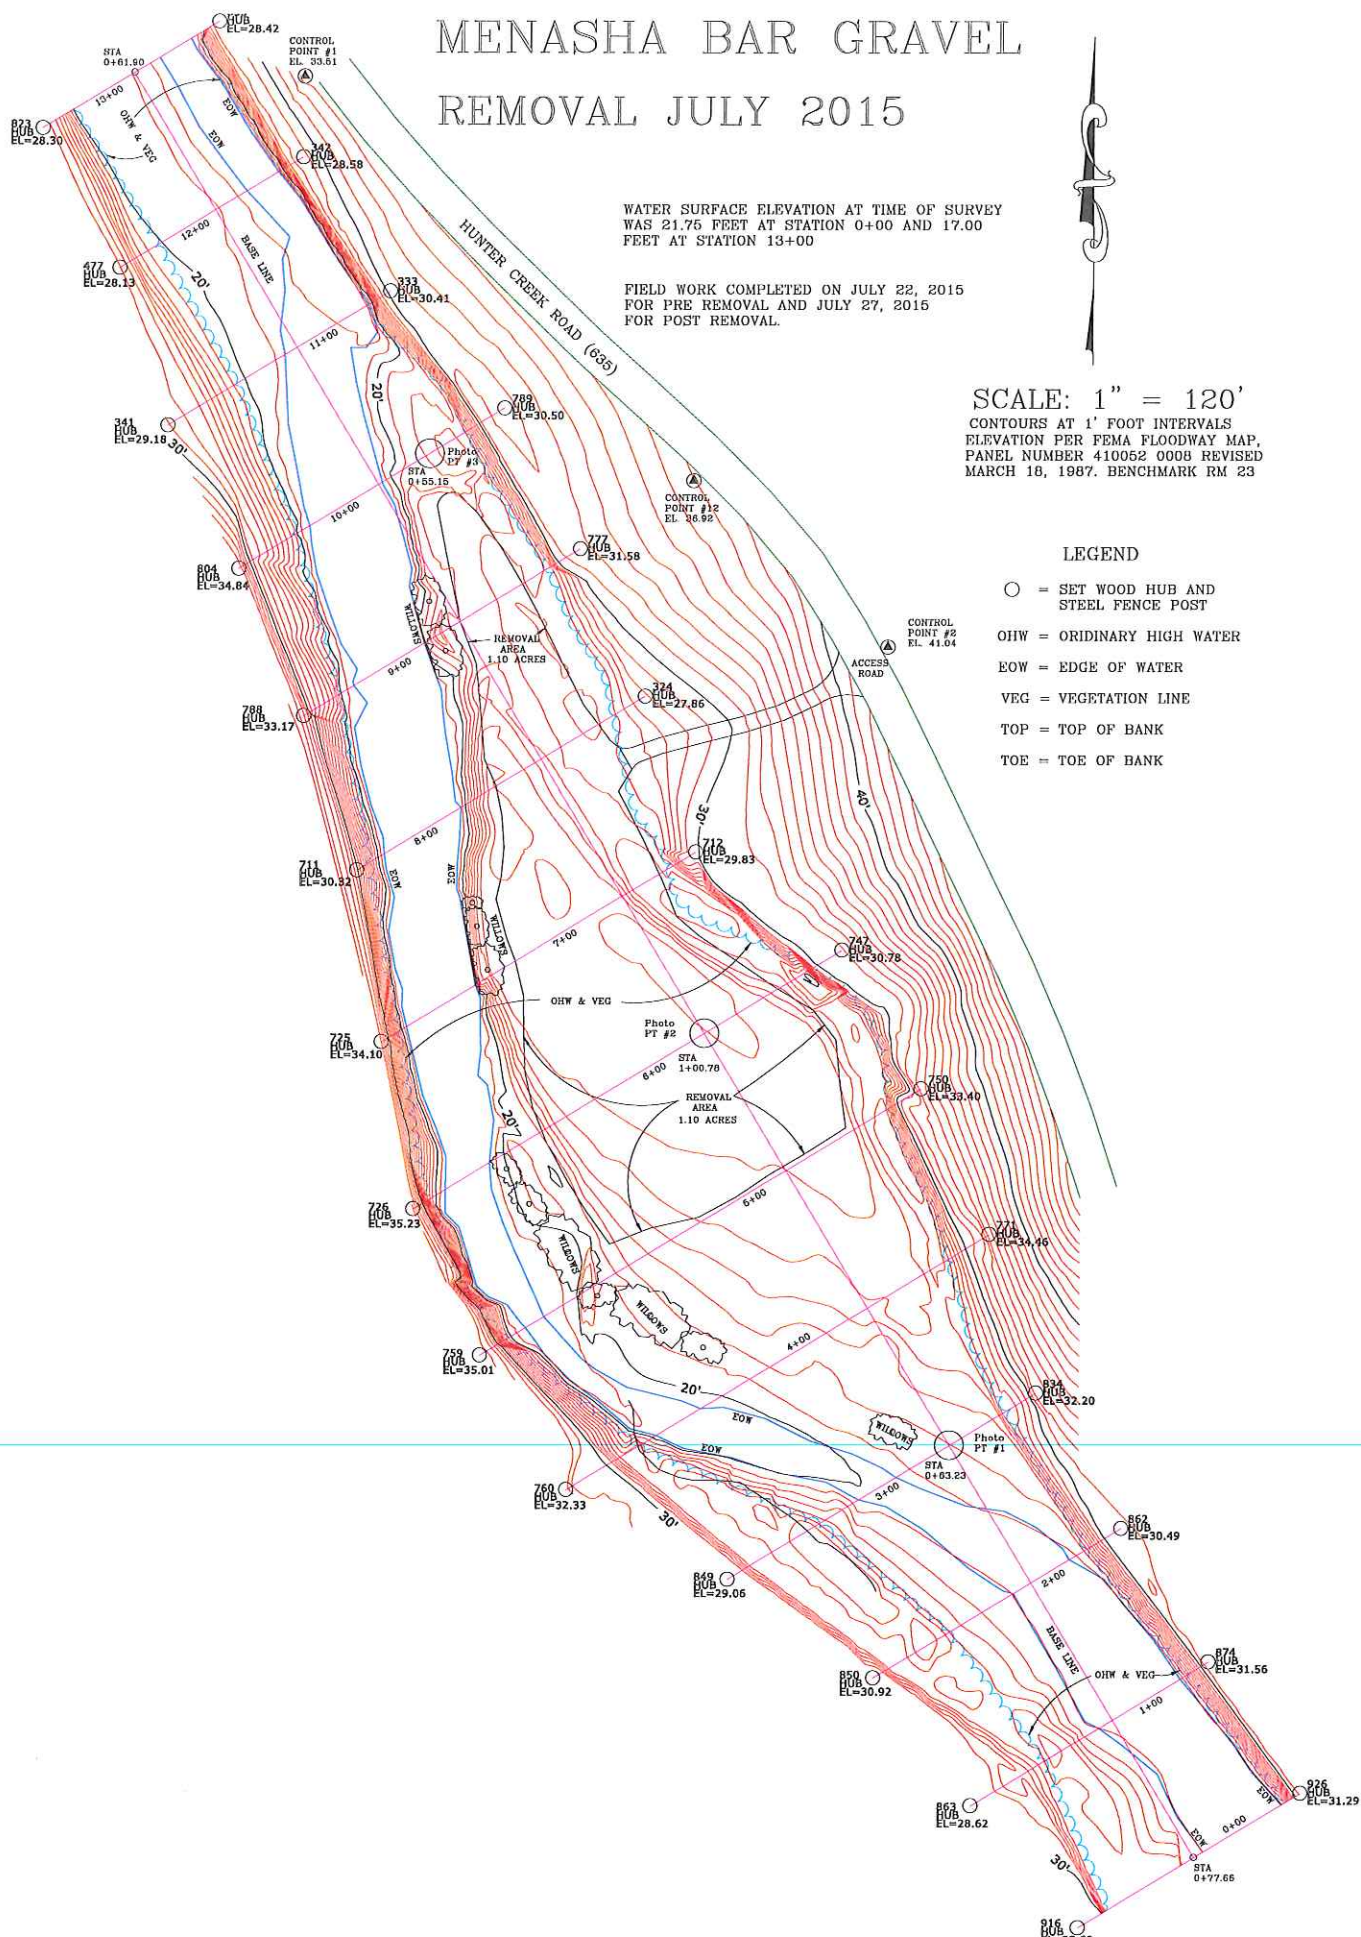 MENASHA BAR GRAVEL
REMOVAL JULY 2015
WATER SURFACE ELEVATION AT TIME OF SURVEY
WAS 21.75 FEET AT STATION 0+00 AND 17.00
FEET AT STATION 13+00
FIELD WORK COMPLETED ON JULY 22, 2015
FOR PRE REMOVAL AND JULY 27, 2015
FOR POST REMOVAL.
SCALE: 1" = 120'
CONTOURS AT 1' FOOT INTERVALS
ELEVATION PER FEMA FLOODWAY MAP,
PANEL NUMBER 410052 0008 REVISED
MARCH 18, 1987. BENCHMARK RM 23
LEGEND
= SET WOOD HUB AND
STEEL FENCE POST
OHW = ORIDINARY HIGH WATER
EOW = EDGE OF WATER
VEG = VEGETATION LINE
TOP = TOP OF BANK
TOE = TOE OF BANK
HUB
EL=28.42
STA
0+61.90
CONTROL
POINT #1
EL. 33.51
13+00
823
HUB
EL=28.30
OHW & VEG
EOW
EOW
342
HUB
EL=28.58
12+00
BASE LINE
477
HUB
EL=28.13
20'
HUNTER CREEK ROAD (635)
333
HUB
EL=30.41
11+00
20'
341
HUB
EL=29.18
30'
789
HUB
EL=30.50
Photo
PT #3
STA
0+55.15
10+00
CONTROL
POINT #12
EL. 36.92
777
HUB
EL=31.58
804
HUB
EL=34.84
WILLOWS
REMOVAL
AREA
1.10 ACRES
9+00
CONTROL
POINT #2
EL. 41.04
ACCESS
ROAD
324
HUB
EL=27.86
788
HUB
EL=33.17
40'
30'
8+00
712
HUB
EL=29.83
711
HUB
EL=30.32
EOW
EOW
WILLOWS
7+00
747
HUB
EL=30.78
OHW & VEG
Photo
PT #2
STA
1+00.78
725
HUB
EL=34.10
6+00
750
HUB
EL=33.40
REMOVAL
AREA
1.10 ACRES
20'
5+00
726
HUB
EL=35.23
771
HUB
EL=34.46
WILLOWS
WILLOWS
4+00
759
HUB
EL=35.01
20'
834
HUB
EL=32.20
EOW
EOW
WILLOWS
Photo
PT #1
STA
0+63.23
3+00
760
HUB
EL=32.33
30'
862
HUB
EL=30.49
849
HUB
EL=29.06
2+00
BASE LINE
874
HUB
EL=31.56
850
HUB
EL=30.92
OHW & VEG
1+00
863
HUB
EL=28.62
926
HUB
EL=31.29
EOW
0+00
EOW
STA
0+77.66
30'
916
HUB